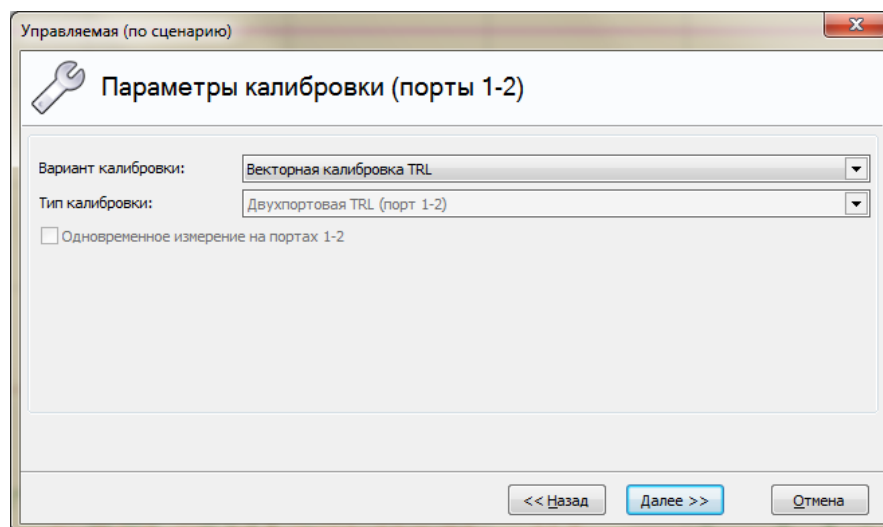 Управляемая (по сценарию)
Параметры калибровки (порты 1-2)
Вариант калибровки: Векторная калибровка TRL
Тип калибровки: Двухпортовая TRL (порт 1-2)
Одновременное измерение на портах 1-2
<< Назад Далее >> Отмена